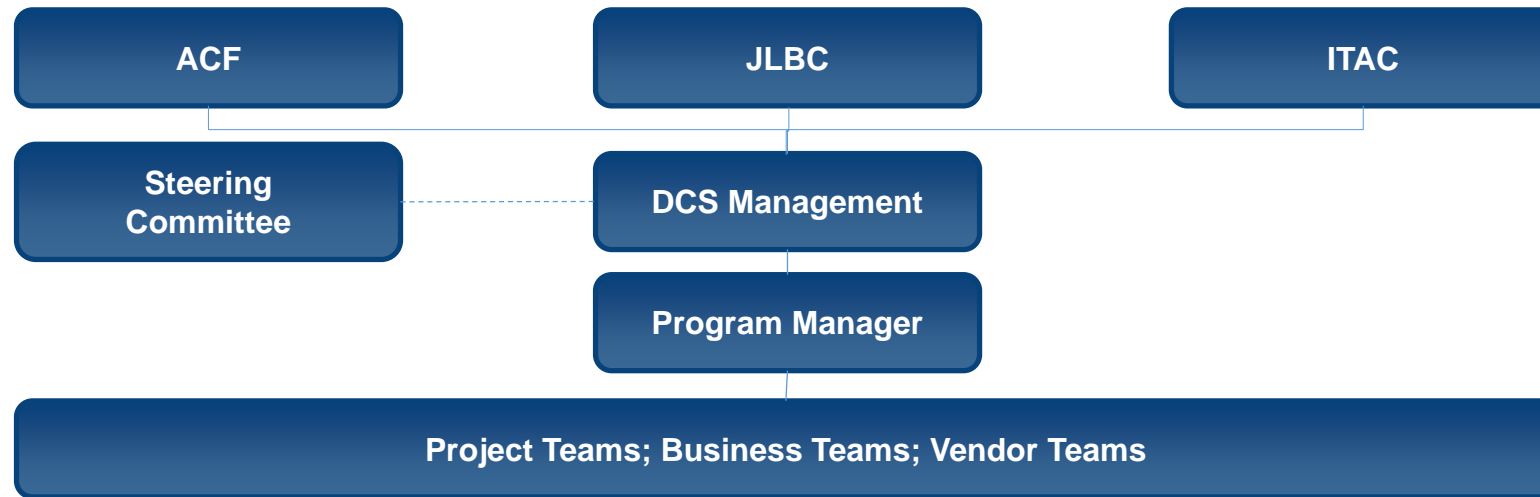 ACF
JLBC
ITAC
Steering
Committee
DCS Management
Program Manager
Project Teams; Business Teams; Vendor Teams